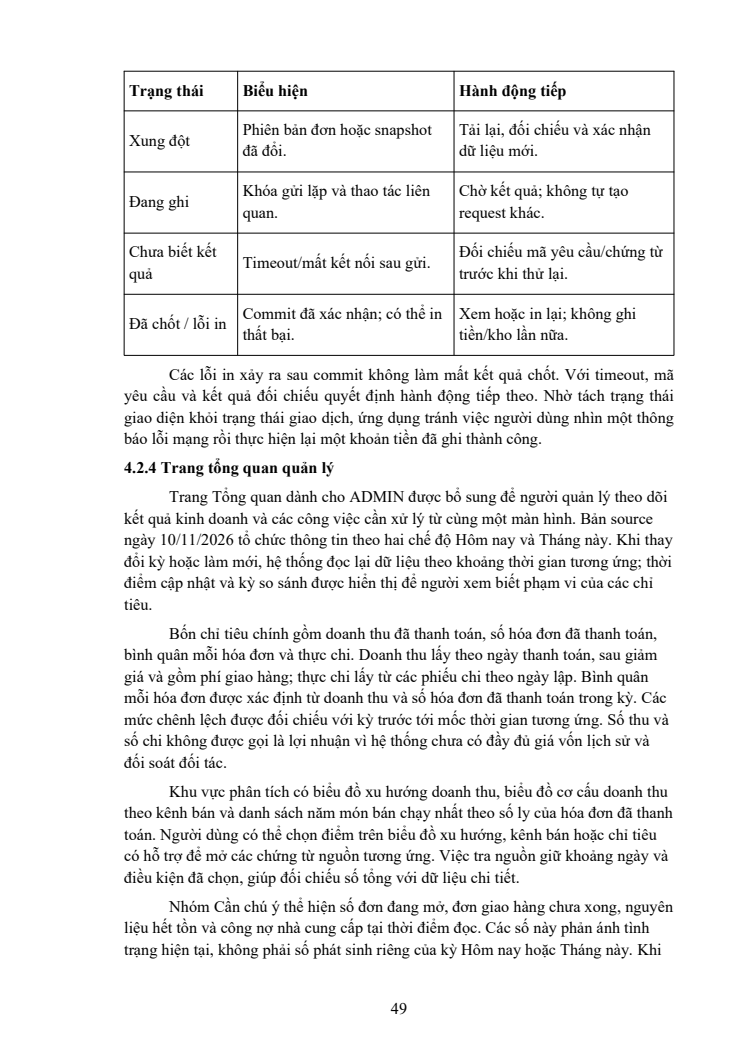 Trạng thái
Biểu hiện
Hành động tiếp
Xung đột
Phiên bản đơn hoặc snapshot
đã đổi.
Tải lại, đối chiếu và xác nhận
dữ liệu mới.
Đang ghi
Khóa gửi lặp và thao tác liên
quan.
Chờ kết quả; không tự tạo
request khác.
Chưa biết kết
quả
Timeout/mất kết nối sau gửi.
Đối chiếu mã yêu cầu/chứng từ
trước khi thử lại.
Đã chốt / lỗi in
Commit đã xác nhận; có thể in
thất bại.
Xem hoặc in lại; không ghi
tiền/kho lần nữa.
Các lỗi in xảy ra sau commit không làm mất kết quả chốt. Với timeout, mã
yêu cầu và kết quả đối chiếu quyết định hành động tiếp theo. Nhờ tách trạng thái
giao diện khỏi trạng thái giao dịch, ứng dụng tránh việc người dùng nhìn một thông
báo lỗi mạng rồi thực hiện lại một khoản tiền đã ghi thành công.
4.2.4 Trang tổng quan quản lý
Trang Tổng quan dành cho ADMIN được bổ sung để người quản lý theo dõi
kết quả kinh doanh và các công việc cần xử lý từ cùng một màn hình. Bản source
ngày 10/11/2026 tổ chức thông tin theo hai chế độ Hôm nay và Tháng này. Khi thay
đổi kỳ hoặc làm mới, hệ thống đọc lại dữ liệu theo khoảng thời gian tương ứng; thời
điểm cập nhật và kỳ so sánh được hiển thị để người xem biết phạm vi của các chỉ
tiêu.
Bốn chỉ tiêu chính gồm doanh thu đã thanh toán, số hóa đơn đã thanh toán,
bình quân mỗi hóa đơn và thực chi. Doanh thu lấy theo ngày thanh toán, sau giảm
giá và gồm phí giao hàng; thực chi lấy từ các phiếu chi theo ngày lập. Bình quân
mỗi hóa đơn được xác định từ doanh thu và số hóa đơn đã thanh toán trong kỳ. Các
mức chênh lệch được đối chiếu với kỳ trước tới mốc thời gian tương ứng. Số thu và
số chi không được gọi là lợi nhuận vì hệ thống chưa có đầy đủ giá vốn lịch sử và
đối soát đối tác.
Khu vực phân tích có biểu đồ xu hướng doanh thu, biểu đồ cơ cấu doanh thu
theo kênh bán và danh sách năm món bán chạy nhất theo số ly của hóa đơn đã thanh
toán. Người dùng có thể chọn điểm trên biểu đồ xu hướng, kênh bán hoặc chỉ tiêu
có hỗ trợ để mở các chứng từ nguồn tương ứng. Việc tra nguồn giữ khoảng ngày và
điều kiện đã chọn, giúp đối chiếu số tổng với dữ liệu chi tiết.
Nhóm Cần chú ý thể hiện số đơn đang mở, đơn giao hàng chưa xong, nguyên
liệu hết tồn và công nợ nhà cung cấp tại thời điểm đọc. Các số này phản ánh tình
trạng hiện tại, không phải số phát sinh riêng của kỳ Hôm nay hoặc Tháng này. Khi
49